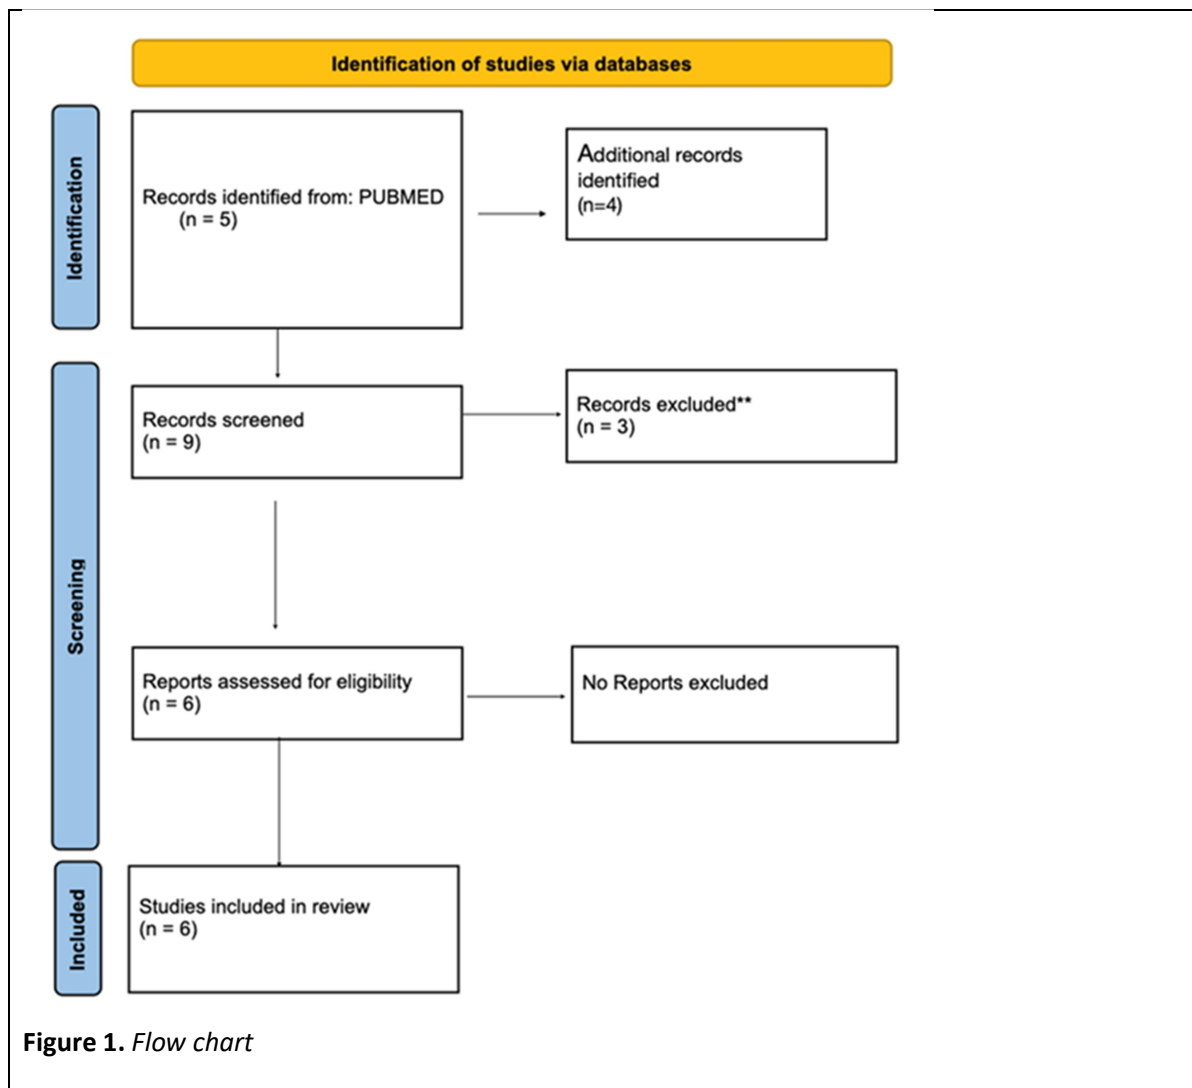 Identification of studies via databases
Identification
Records identified from: PUBMED
(n = 5)
Additional records
identified
(n=4)
Screening
Records screened
(n = 9)
Records excluded**
(n = 3)
Reports assessed for eligibility
(n = 6)
No Reports excluded
Included
Studies included in review
(n = 6)
Figure 1. Flow chart